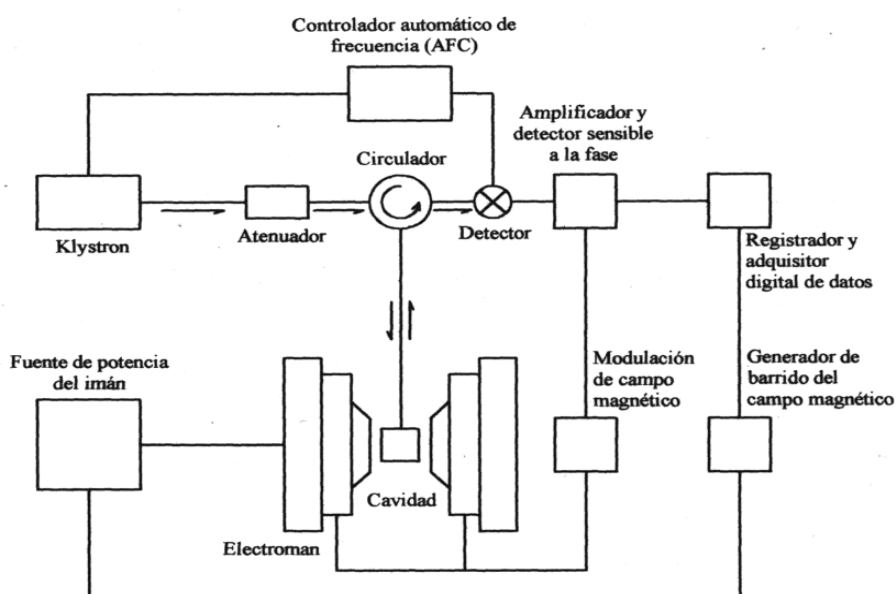 Controlador automático de
frecuencia (AFC)
Amplificador y
detector sensible
a la fase
Circulador
Klystron
Atenuador
Detector
Registrador y
adquisitor
digital de datos
Fuente de potencia
del imán
Modulación
de campo
magnético
Generador de
barrido del
campo magnético
Cavidad
Electroman